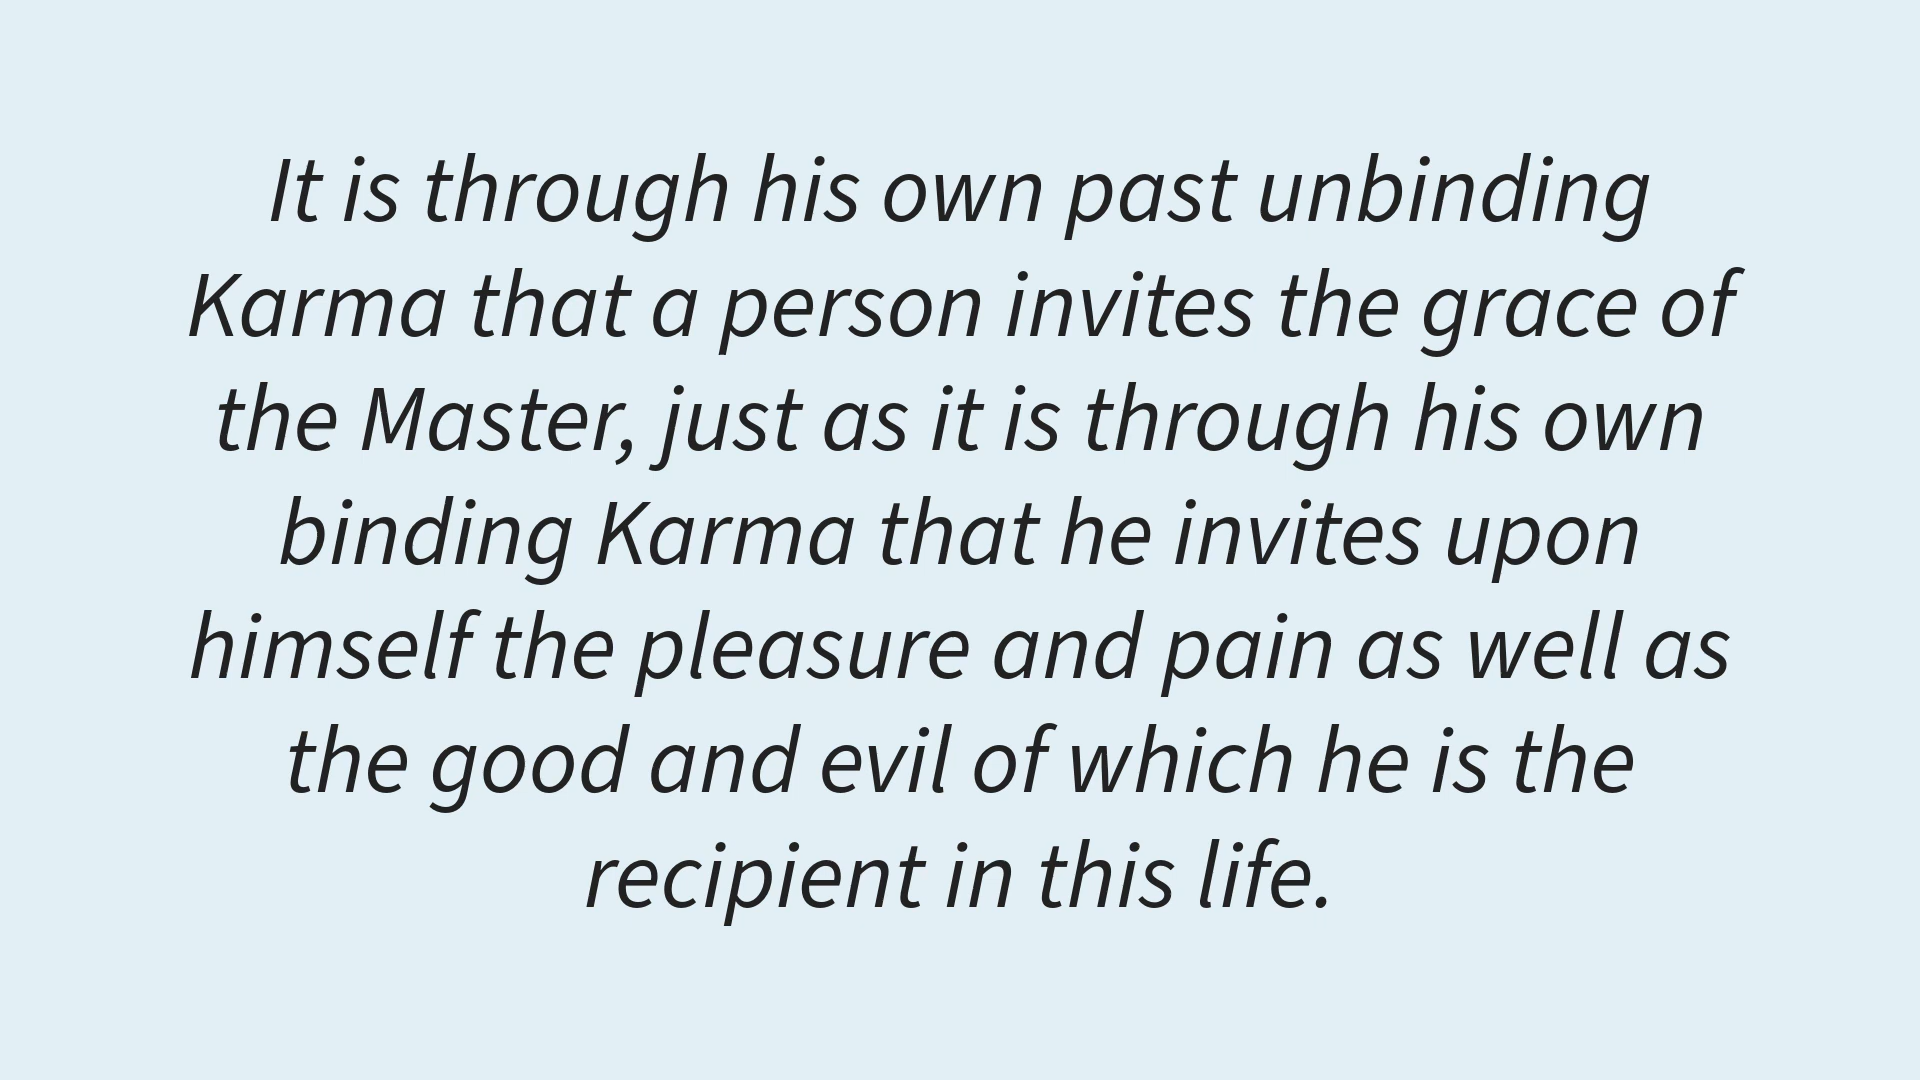 It is through his own past unbinding
Karma that a person invites the grace of
the Master, just as it is through his own
binding Karma that he invites upon
himself the pleasure and pain as well as
the good and evil of which he is the
recipient in this life.